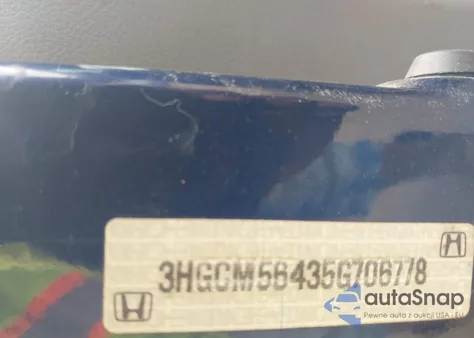 3HGCM56435G706778
autoSnap
Pewne auta z aukcji USA i EU